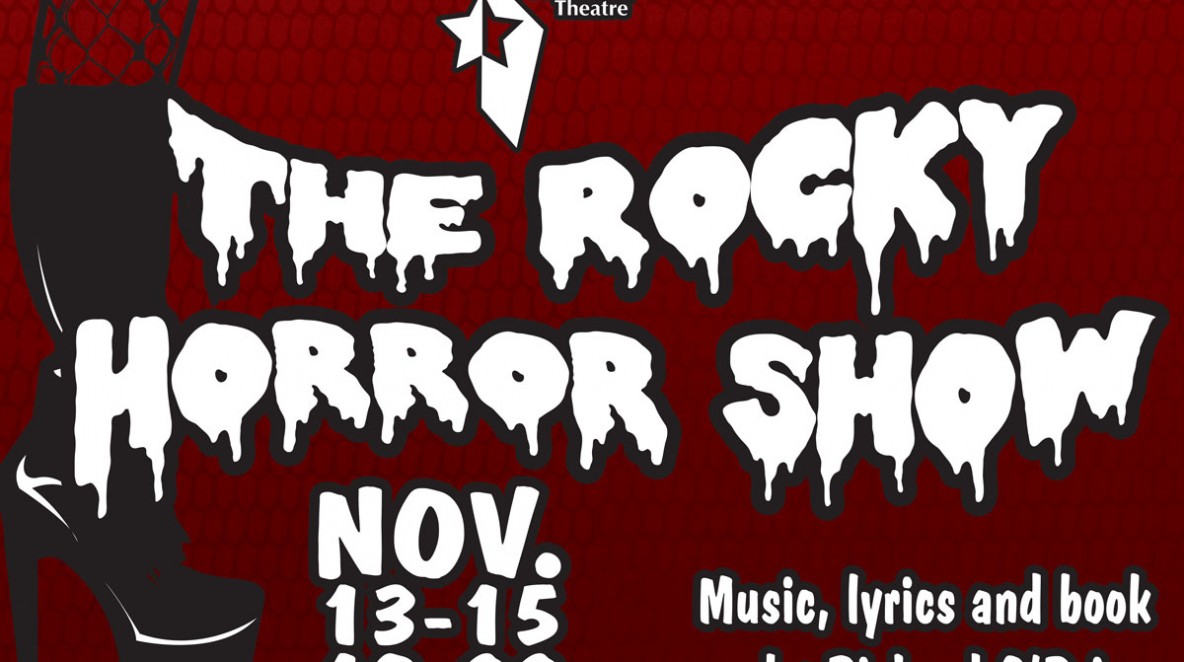 Theatre
THE ROCKY
HORROR SHOW
NOV.
13-15
Music, lyrics and book